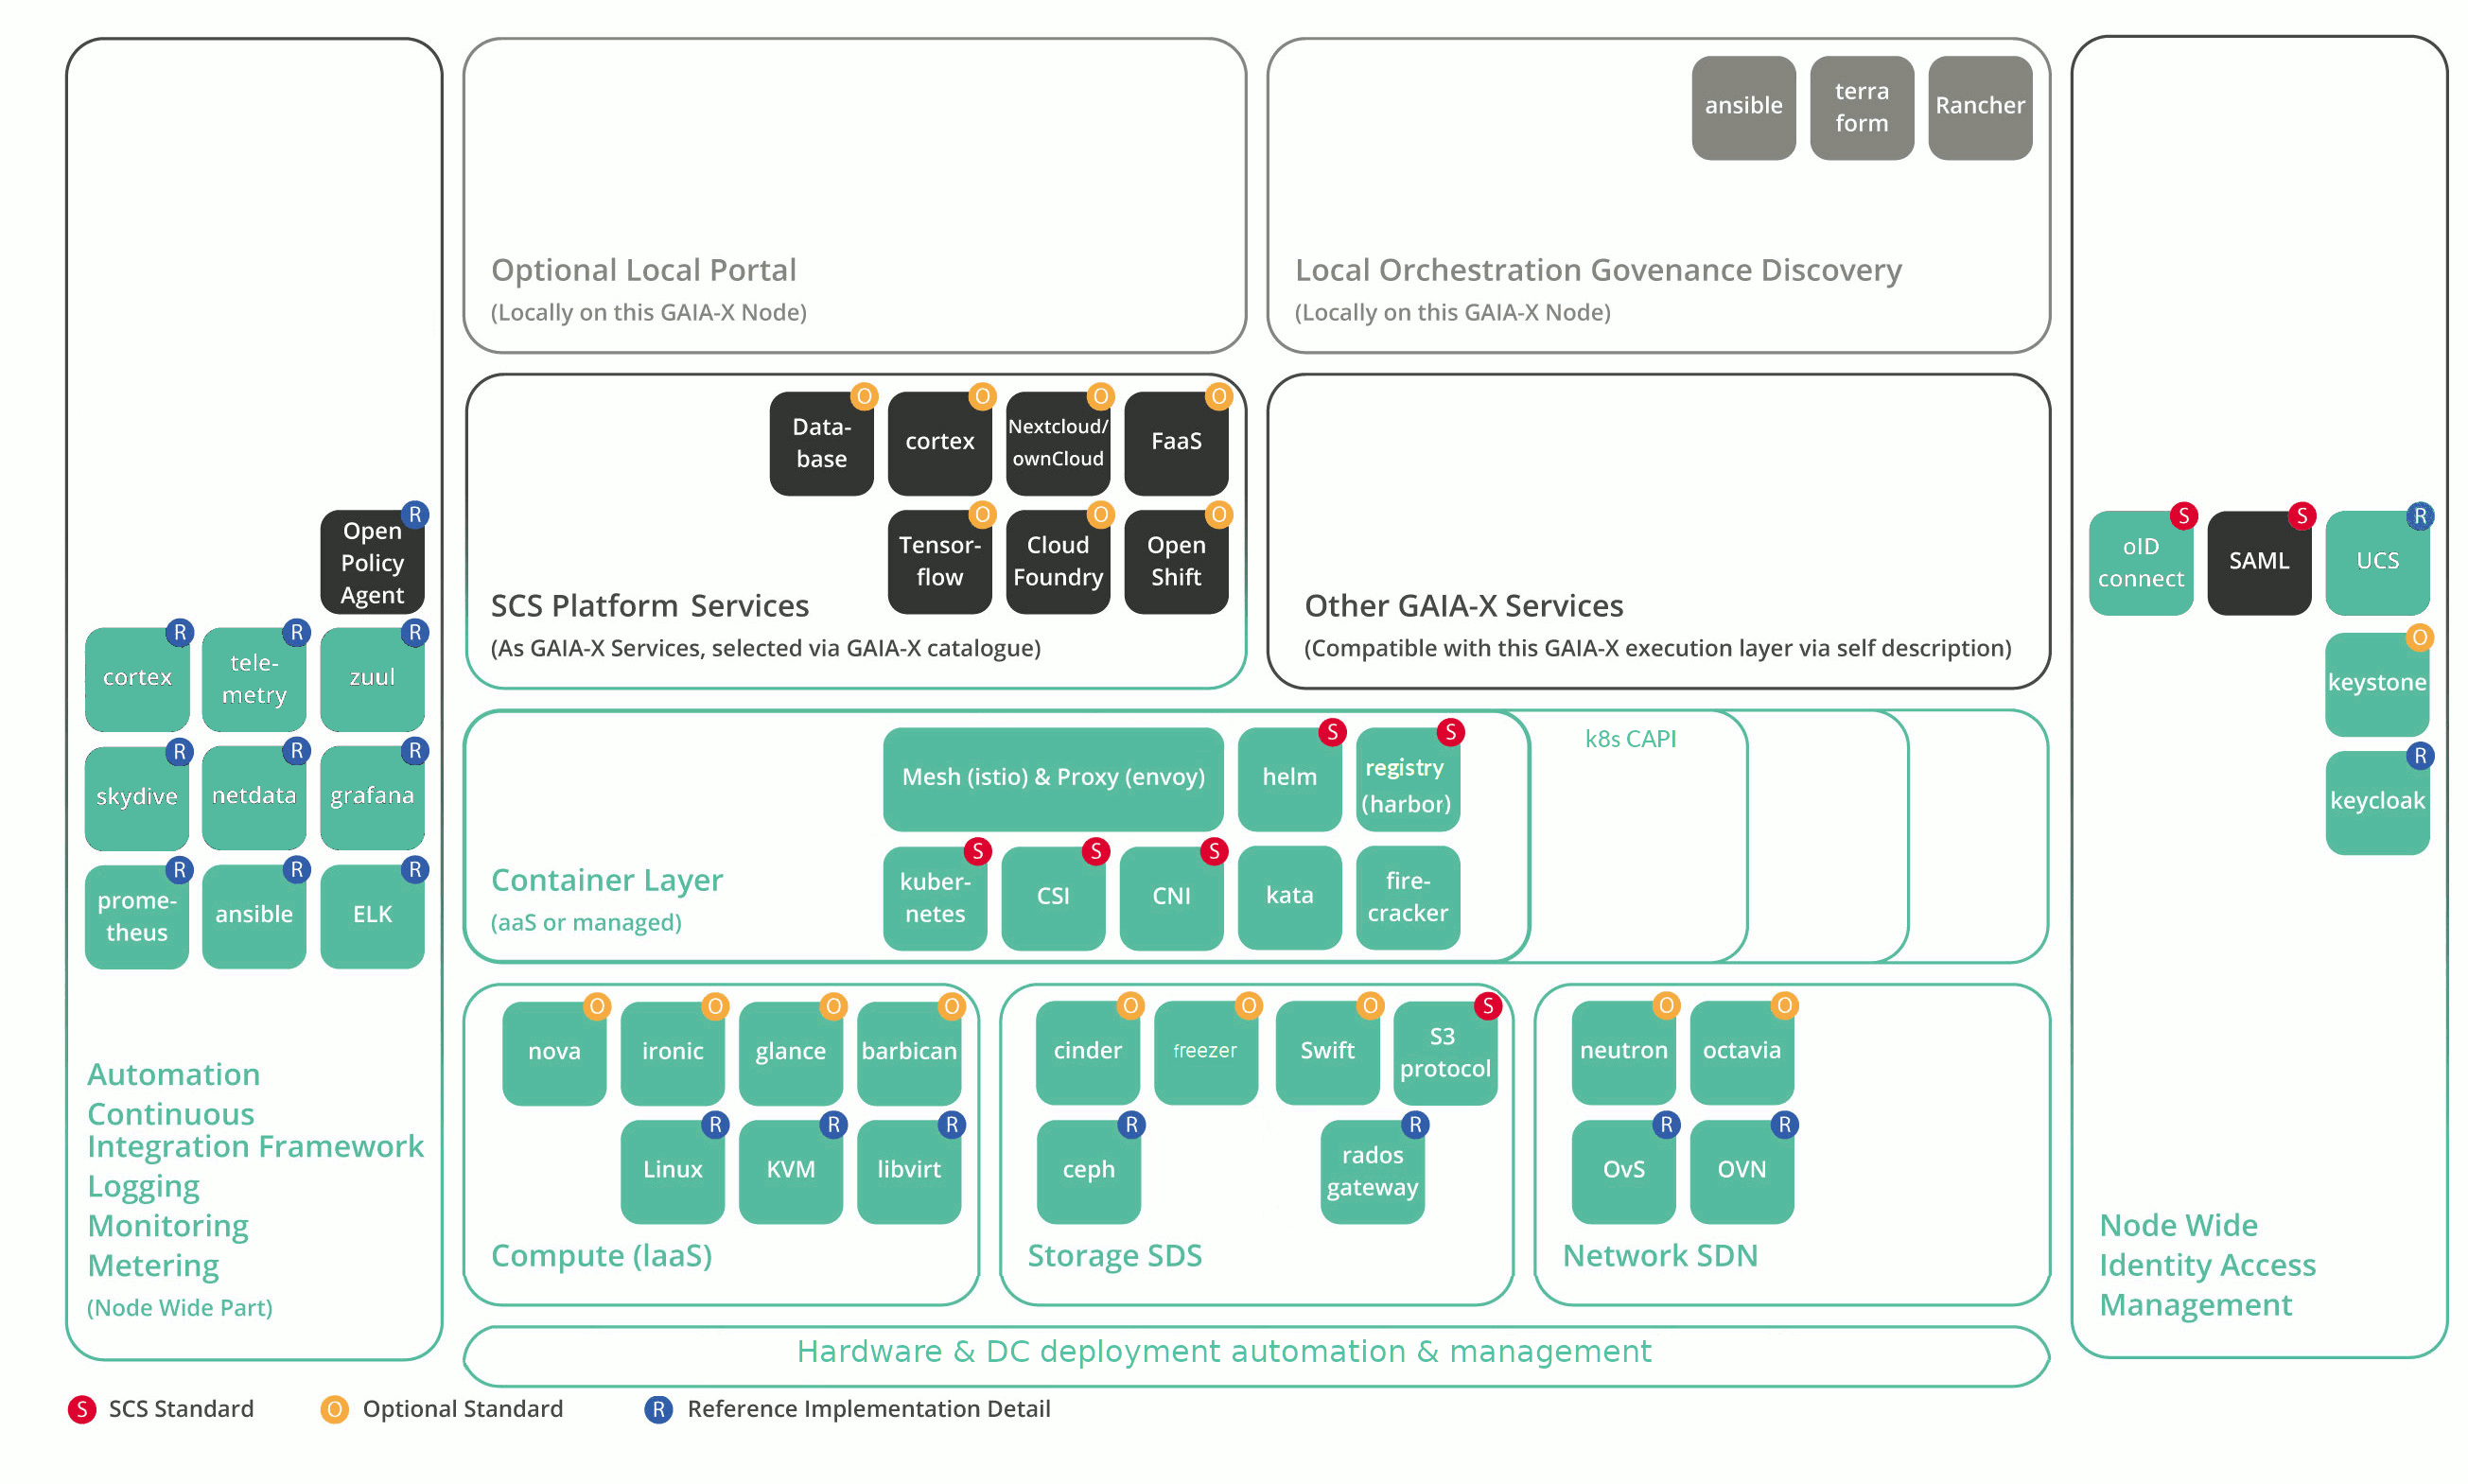 R
Open
Policy
Agent
R
cortex
R
tele-
metry
R
zuul
R
skydive
R
netdata
R
grafana
R
prome-
theus
R
ansible
R
ELK
Automation
Continuous
Integration Framework
Logging
Monitoring
Metering
(Node Wide Part)
Optional Local Portal
(Locally on this GAIA-X Node)
ansible
terra
form
Rancher
Local Orchestration Govenance Discovery
(Locally on this GAIA-X Node)
O
Data-
base
O
cortex
O
Nextcloud/
ownCloud
O
FaaS
O
Tensor-
flow
O
Cloud
Foundry
O
Open
Shift
SCS Platform Services
(As GAIA-X Services, selected via GAIA-X catalogue)
Other GAIA-X Services
(Compatible with this GAIA-X execution layer via self description)
Mesh (istio) & Proxy (envoy)
S
helm
S
registry
(harbor)
k8s CAPI
S
kuber-
netes
S
CSI
S
CNI
kata
fire-
cracker
Container Layer
(aaS or managed)
O
nova
O
ironic
O
glance
O
barbican
R
Linux
R
KVM
R
libvirt
Compute (IaaS)
O
cinder
O
freezer
O
Swift
S
S3
protocol
R
ceph
R
rados
gateway
Storage SDS
O
neutron
O
octavia
R
OvS
R
OVN
Network SDN
Hardware & DC deployment automation & management
S
oID
connect
S
SAML
R
UCS
O
keystone
R
keycloak
Node Wide
Identity Access
Management
S SCS Standard
O Optional Standard
R Reference Implementation Detail